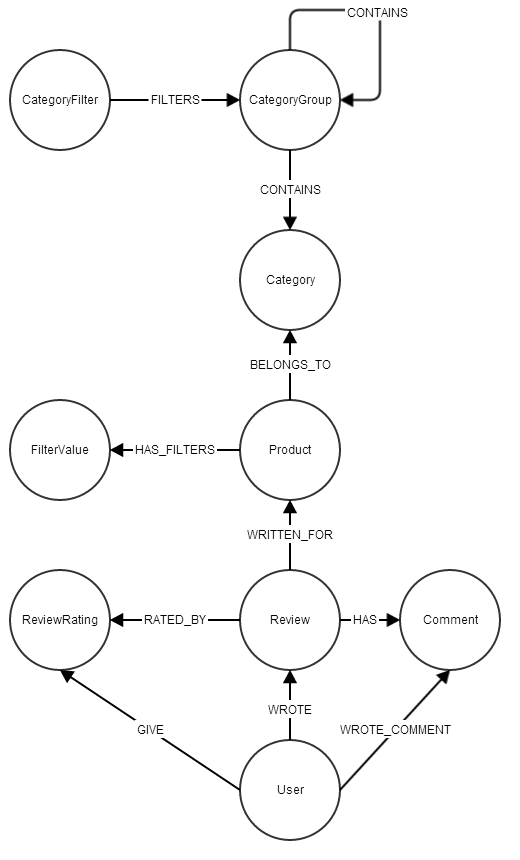 CONTAINS
CategoryFilter
FILTERS
CategoryGroup
CONTAINS
Category
BELONGS_TO
FilterValue
HAS_FILTERS
Product
WRITTEN_FOR
ReviewRating
RATED_BY
Review
HAS
Comment
WROTE
GIVE
WROTE_COMMENT
User